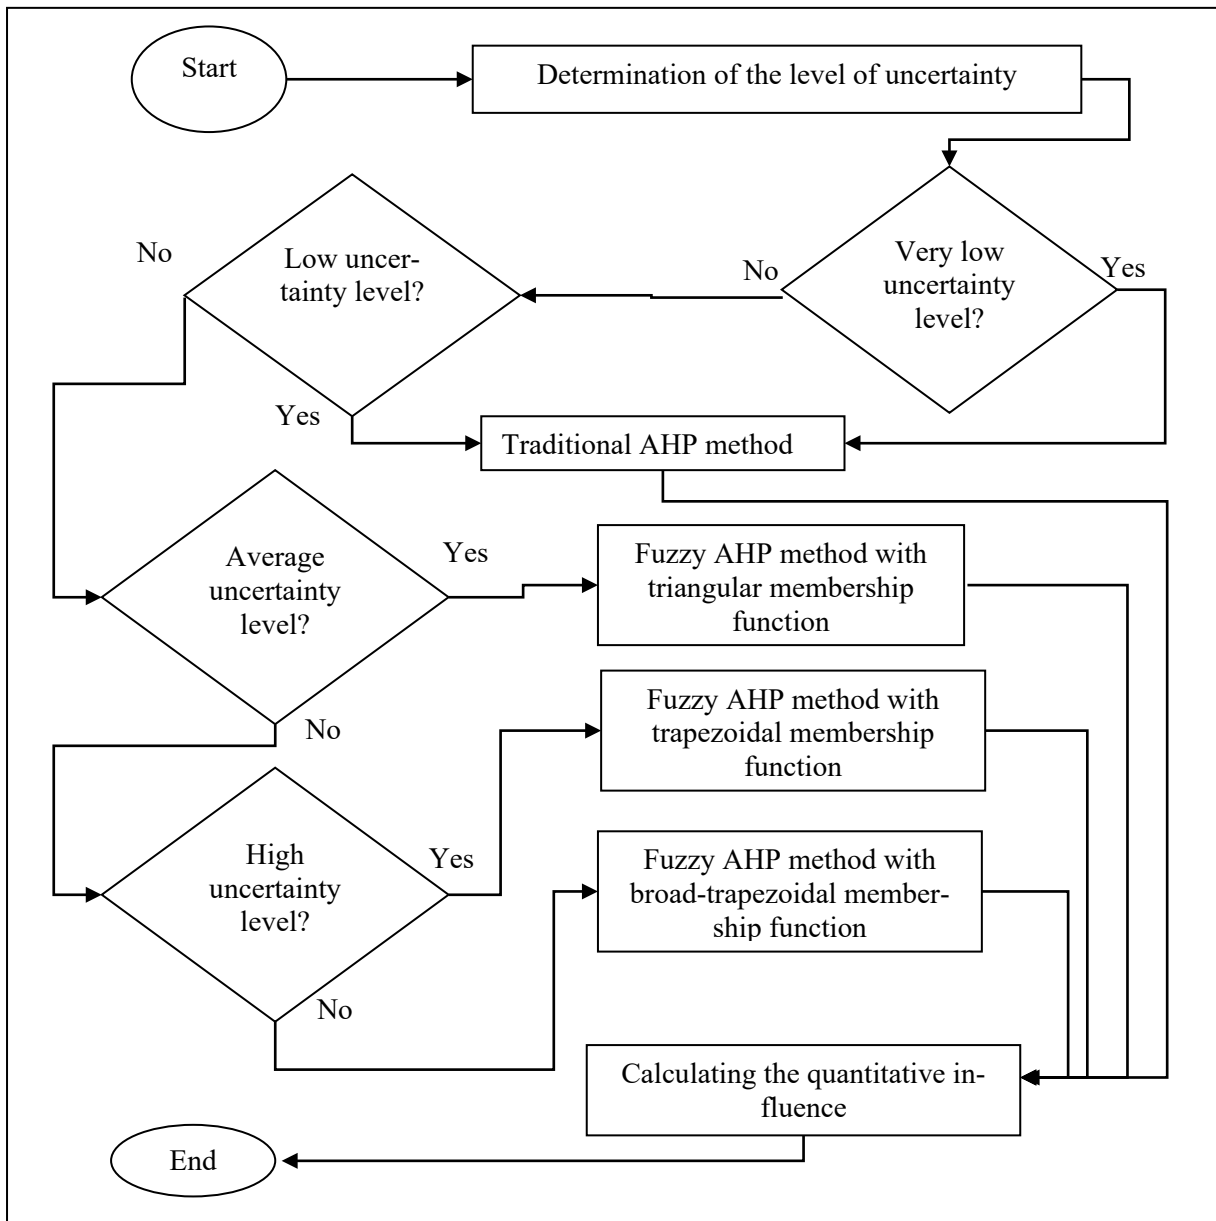 Start
Determination of the level of uncertainty
No
Low uncer-
tainty level?
No
Very low
uncertainty
level?
Yes
Yes
Traditional AHP method
Average
uncertainty
level?
Yes
Fuzzy AHP method with
triangular membership
function
No
Fuzzy AHP method with
trapezoidal membership
function
High
uncertainty
level?
Yes
Fuzzy AHP method with
broad-trapezoidal member-
ship function
No
Calculating the quantitative in-
fluence
End